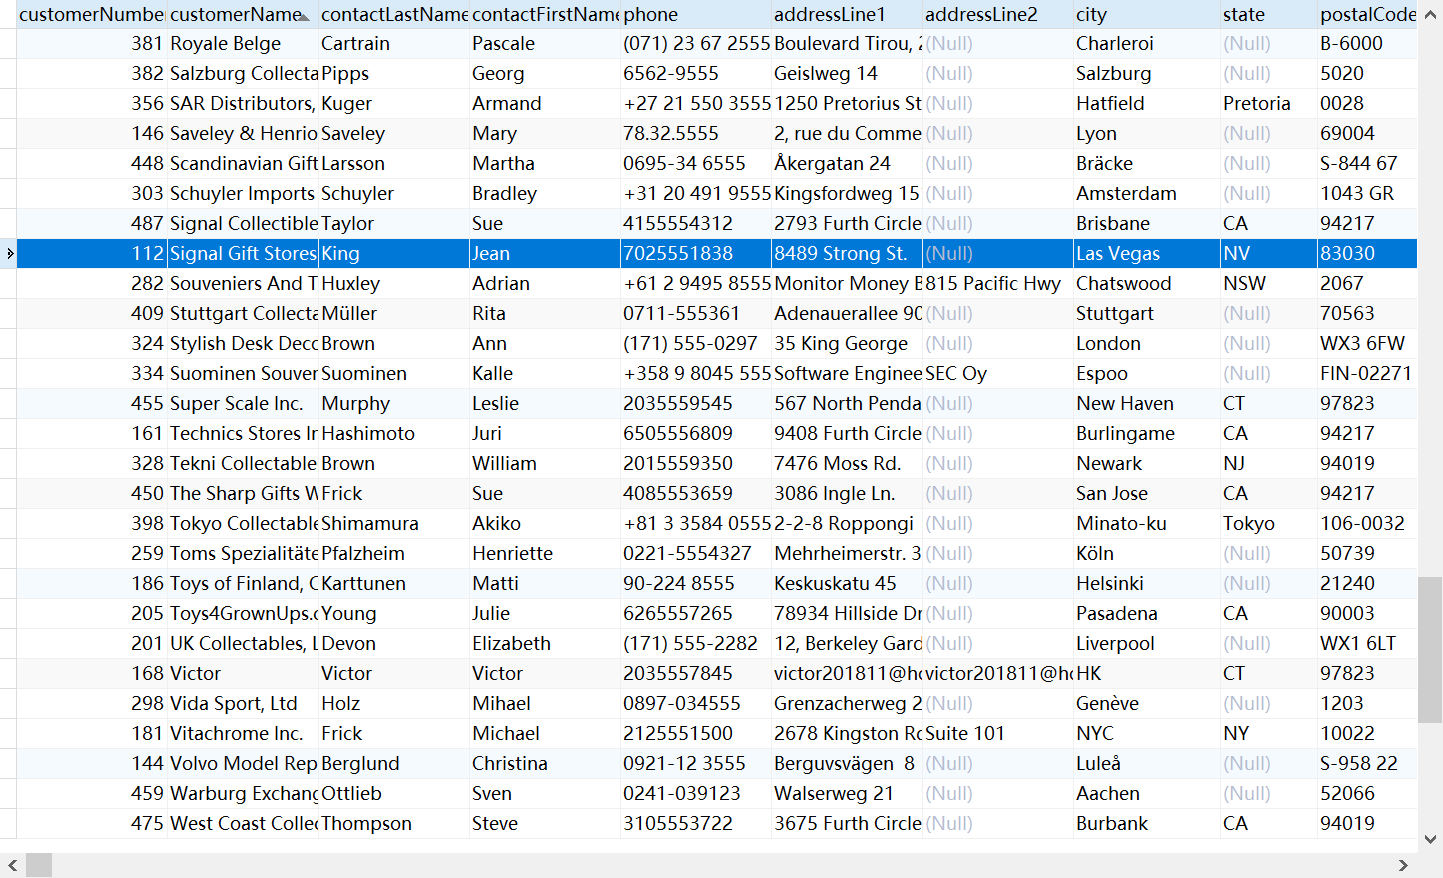 customerNumber customerName contactLastName contactFirstName phone addressLine1 addressLine2 city state postalCode
381 Royale Belge Cartrain Pascale (071) 23 67 2555 Boulevard Tirou, (Null) Charleroi (Null) B-6000
382 Salzburg Collecta Pipps Georg 6562-9555 Geislweg 14 (Null) Salzburg (Null) 5020
356 SAR Distributors, Kuger Armand +27 21 550 3555 1250 Pretorius St (Null) Hatfield Pretoria 0028
146 Saveley & Henrio Saveley Mary 78.32.5555 2, rue du Comme (Null) Lyon (Null) 69004
448 Scandinavian Gift Larsson Martha 0695-34 6555 Åkergatan 24 (Null) Bräcke (Null) S-844 67
303 Schuyler Imports Schuyler Bradley +31 20 491 9555 Kingsfordweg 15 (Null) Amsterdam (Null) 1043 GR
487 Signal Collectible Taylor Sue 4155554312 2793 Furth Circle (Null) Brisbane CA 94217
112 Signal Gift Stores King Jean 7025551838 8489 Strong St. (Null) Las Vegas NV 83030
282 Souveniers And T Huxley Adrian +61 2 9495 8555 Monitor Money B 815 Pacific Hwy Chatswood NSW 2067
409 Stuttgart Collecta Müller Rita 0711-555361 Adenauerallee 90 (Null) Stuttgart (Null) 70563
324 Stylish Desk Deco Brown Ann (171) 555-0297 35 King George (Null) London (Null) WX3 6FW
334 Suominen Souver Suominen Kalle +358 9 8045 555 Software Enginee SEC Oy Espoo (Null) FIN-02271
455 Super Scale Inc. Murphy Leslie 2035559545 567 North Penda (Null) New Haven CT 97823
161 Technics Stores Ir Hashimoto Juri 6505556809 9408 Furth Circle (Null) Burlingame CA 94217
328 Tekni Collectable Brown William 2015559350 7476 Moss Rd. (Null) Newark NJ 94019
450 The Sharp Gifts W Frick Sue 4085553659 3086 Ingle Ln. (Null) San Jose CA 94217
398 Tokyo Collectable Shimamura Akiko +81 3 3584 0555 2-2-8 Roppongi (Null) Minato-ku Tokyo 106-0032
259 Toms Spezialitäte Pfalzheim Henriette 0221-5554327 Mehrheimerstr. 3 (Null) Köln (Null) 50739
186 Toys of Finland, C Karttunen Matti 90-224 8555 Keskuskatu 45 (Null) Helsinki (Null) 21240
205 Toys4GrownUps.c Young Julie 6265557265 78934 Hillside Dr (Null) Pasadena CA 90003
201 UK Collectables, L Devon Elizabeth (171) 555-2282 12, Berkeley Gard (Null) Liverpool (Null) WX1 6LT
168 Victor Victor Victor 2035557845 victor201811@ho victor201811@ho HK CT 97823
298 Vida Sport, Ltd Holz Mihael 0897-034555 Grenzacherweg 2 (Null) Genève (Null) 1203
181 Vitachrome Inc. Frick Michael 2125551500 2678 Kingston Ro Suite 101 NYC NY 10022
144 Volvo Model Rep Berglund Christina 0921-12 3555 Berguvsvägen 8 (Null) Luleå (Null) S-958 22
459 Warburg Exchang Ottlieb Sven 0241-039123 Walserweg 21 (Null) Aachen (Null) 52066
475 West Coast Collec Thompson Steve 3105553722 3675 Furth Circle (Null) Burbank CA 94019